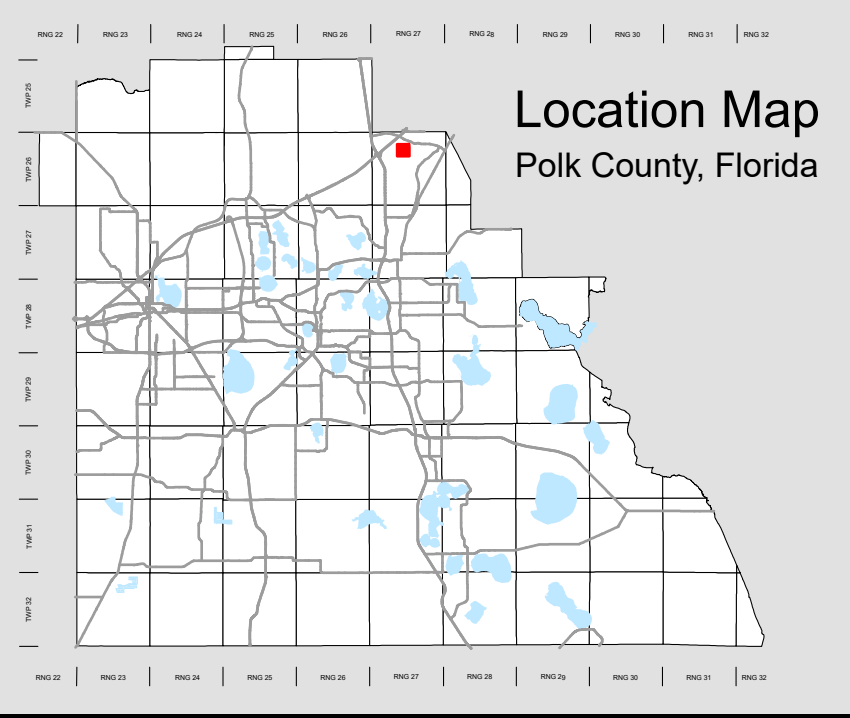 RNG 22 RNG 23 RNG 24 RNG 25 RNG 26 RNG 27 RNG 28 RNG 29 RNG 30 RNG 31 RNG 32
TWP 25
Location Map
Polk County, Florida
TWP 26
TWP 27
TWP 28
TWP 29
TWP 30
TWP 31
TWP 32
RNG 22 RNG 23 RNG 24 RNG 25 RNG 26 RNG 27 RNG 28 RNG 29 RNG 30 RNG 31 RNG 32